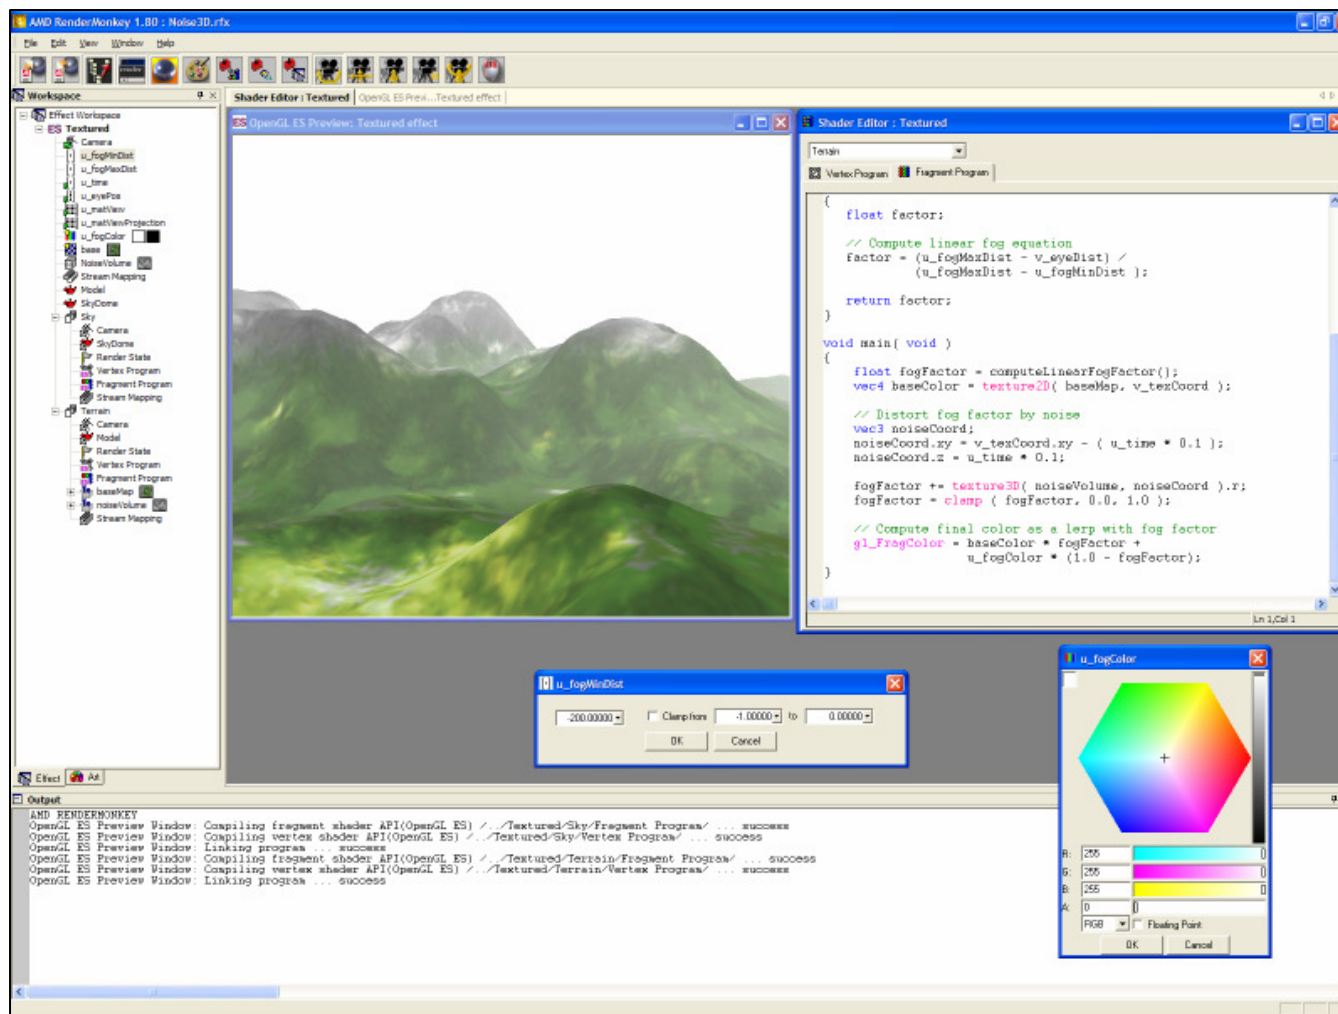 AMD RenderMonkey 1.80 : Noise3D.rfx
File Edit View Window Help
Workspace
Effect Workspace
ES Textured
Camera
u_fogMinDist
u_fogMaxDist
u_time
u_eyePos
u_matView
u_matViewProjection
u_fogColor
base
NoiseVolume
Stream Mapping
Model
SkyDome
Sky
Camera
SkyDome
Render State
Vertex Program
Fragment Program
Stream Mapping
Terrain
Camera
Model
Render State
Vertex Program
Fragment Program
baseMap
noiseVolume
Stream Mapping
Effect Art
Shader Editor : Textured OpenGL ES Previ...Textured effect
ES OpenGL ES Preview: Textured effect
Shader Editor : Textured
Terrain
Vertex Program Fragment Program
{
float factor;
// Compute linear fog equation
factor = (u_fogMaxDist - v_eyeDist) /
(u_fogMaxDist - u_fogMinDist );
return factor;
}
void main( void )
{
float fogFactor = computeLinearFogFactor();
vec4 baseColor = texture2D( baseMap, v_texCoord );
// Distort fog factor by noise
vec3 noiseCoord;
noiseCoord.xy = v_texCoord.xy - ( u_time * 0.1 );
noiseCoord.z = u_time * 0.1;
fogFactor += texture3D( noiseVolume, noiseCoord ).r;
fogFactor = clamp ( fogFactor, 0.0, 1.0 );
// Compute final color as a lerp with fog factor
gl_FragColor = baseColor * fogFactor +
u_fogColor * (1.0 - fogFactor);
}
Ln 1,Col 1
u_fogMinDist
-200.00000 Clamp from -1.00000 to 0.00000
OK Cancel
u_fogColor
R: 255
G: 255
B: 255
A: 0
RGB Floating Point
OK Cancel
Output
AMD RENDERMONKEY
OpenGL ES Preview Window: Compiling fragment shader API(OpenGL ES) /../Textured/Sky/Fragment Program/ ... success
OpenGL ES Preview Window: Compiling vertex shader API(OpenGL ES) /../Textured/Sky/Vertex Program/ ... success
OpenGL ES Preview Window: Linking program ... success
OpenGL ES Preview Window: Compiling fragment shader API(OpenGL ES) /../Textured/Terrain/Fragment Program/ ... success
OpenGL ES Preview Window: Compiling vertex shader API(OpenGL ES) /../Textured/Terrain/Vertex Program/ ... success
OpenGL ES Preview Window: Linking program ... success